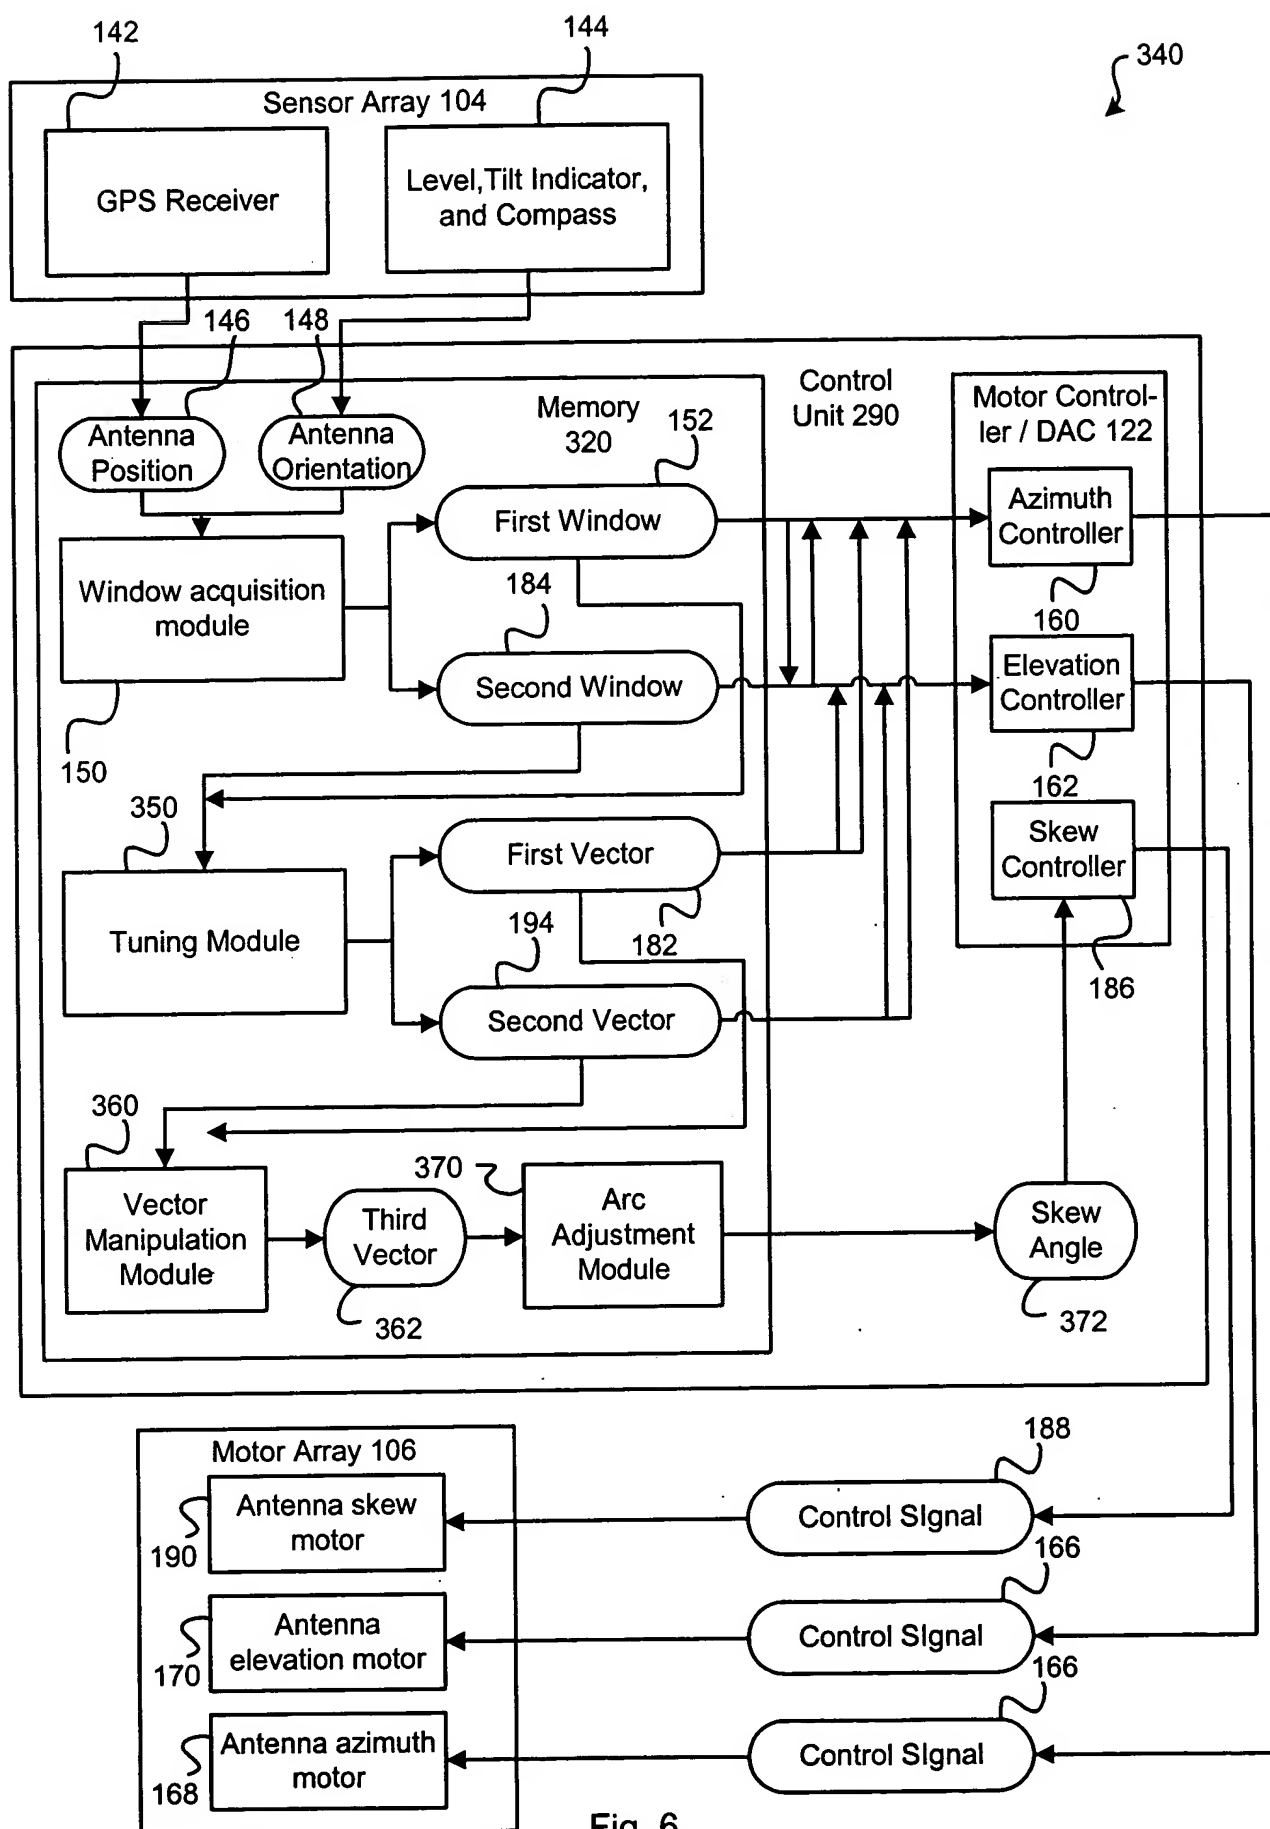 142
144
340
Sensor Array 104
GPS Receiver
Level,Tilt Indicator,
and Compass
146
148
Antenna
Position
Antenna
Orientation
Memory
320
152
Control
Unit 290
Motor Control-
ler / DAC 122
First Window
Azimuth
Controller
160
Window acquisition
module
150
184
Second Window
Elevation
Controller
162
350
First Vector
182
Skew
Controller
186
Tuning Module
194
Second Vector
360
Vector
Manipulation
Module
Third
Vector
362
370
Arc
Adjustment
Module
Skew
Angle
372
Motor Array 106
188
Antenna skew
motor
190
Control SIgnal
166
Antenna
elevation motor
170
Control SIgnal
166
Antenna azimuth
motor
168
Control SIgnal
Fig. 6